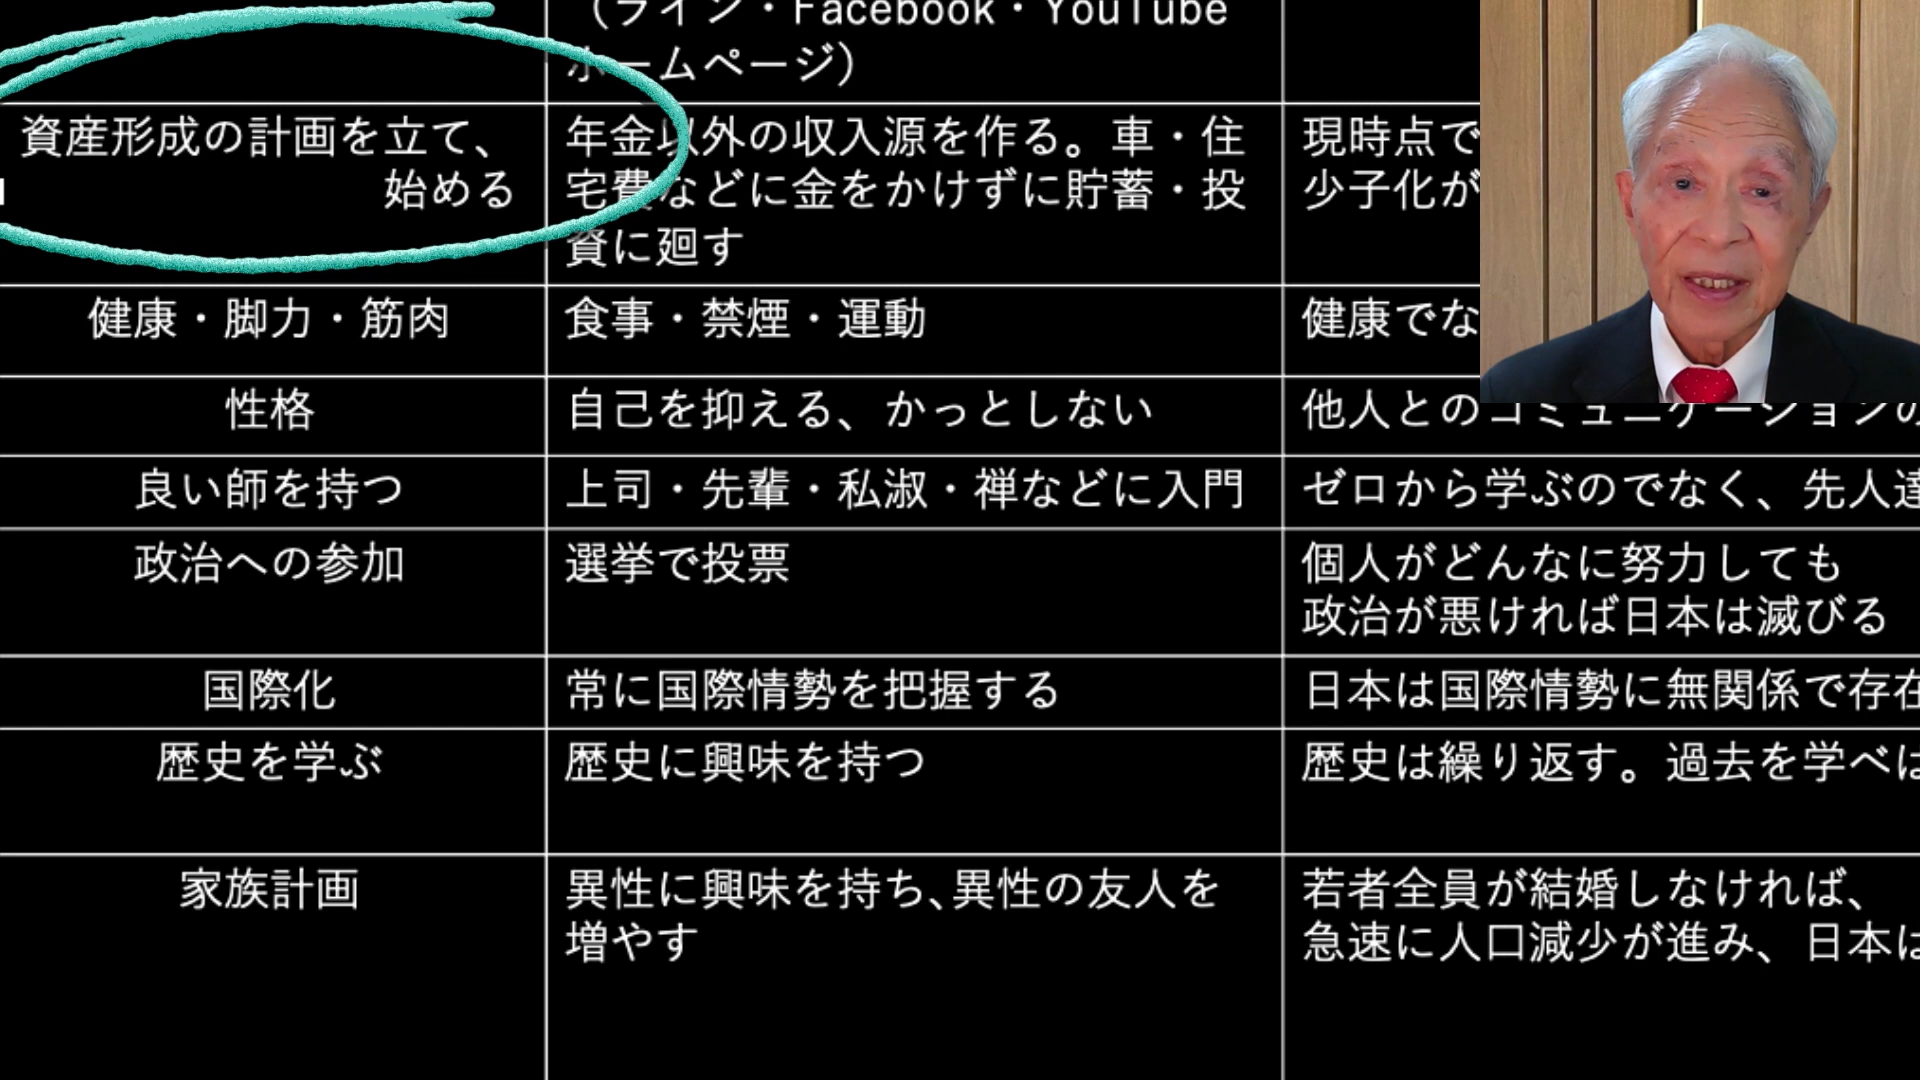 （ライン・Facebook・YouTube
ホームページ）
資産形成の計画を立て、
始める
年金以外の収入源を作る。車・住
宅費などに金をかけずに貯蓄・投
資に廻す
現時点で
少子化が
健康・脚力・筋肉
食事・禁煙・運動
健康でな
性格
自己を抑える、かっとしない
他人とのコミュニケーションの
良い師を持つ
上司・先輩・私淑・禅などに入門
ゼロから学ぶのでなく、先人達
政治への参加
選挙で投票
個人がどんなに努力しても
政治が悪ければ日本は滅びる
国際化
常に国際情勢を把握する
日本は国際情勢に無関係で存在
歴史を学ぶ
歴史に興味を持つ
歴史は繰り返す。過去を学べは
家族計画
異性に興味を持ち、異性の友人を
増やす
若者全員が結婚しなければ、
急速に人口減少が進み、日本は